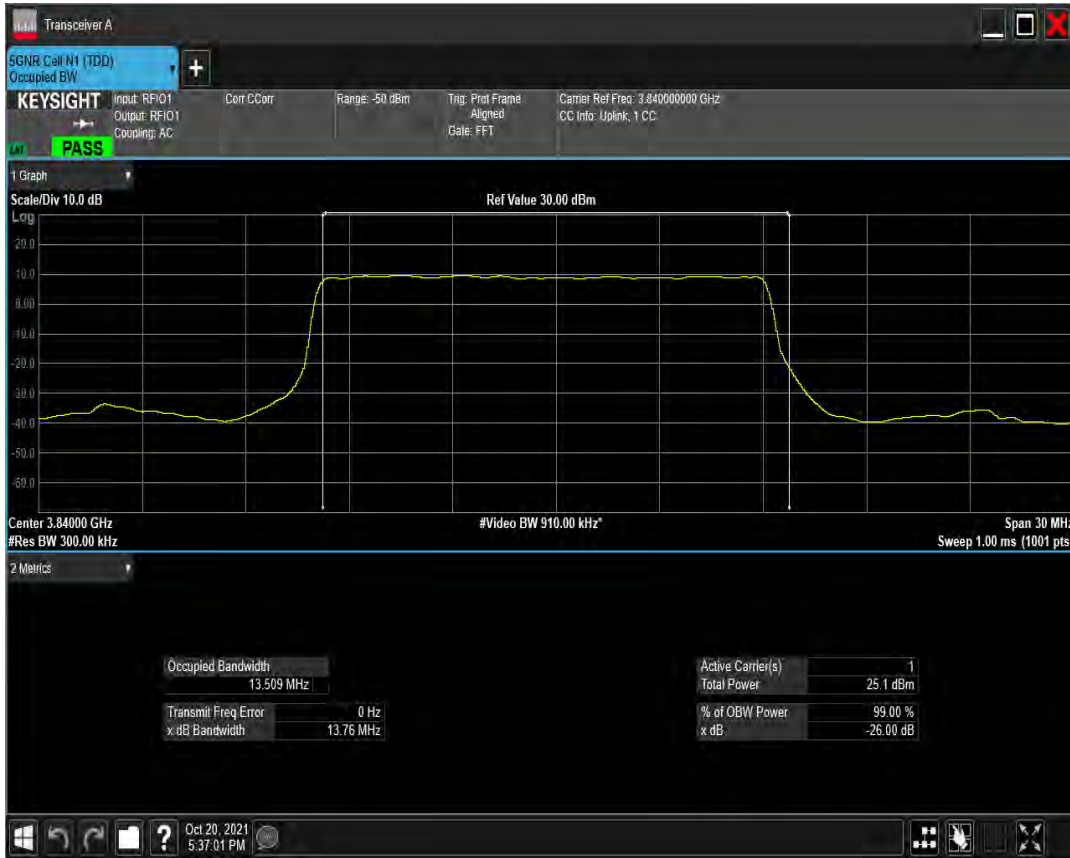 Transceiver A
5GNR Cell N1 (TDD)
Occupied BW
+
KEYSIGHT
Input: RFIO1
Output: RFIO1
Coupling: AC
Corr CCorr
Range: -50 dBm
Trig: Prot Frame
Aligned
Gate: FFT
Carrier Ref Freq: 3.840000000 GHz
CC Info: Uplink, 1 CC
PASS
1 Graph
Scale/Div 10.0 dB
Ref Value 30.00 dBm
Log
20.0
10.0
0.00
-10.0
-20.0
-30.0
-40.0
-50.0
-60.0
Center 3.84000 GHz
#Video BW 910.00 kHz*
Span 30 MHz
#Res BW 300.00 kHz
Sweep 1.00 ms (1001 pts
2 Metrics
Occupied Bandwidth
13.509 MHz
Transmit Freq Error 0 Hz
x dB Bandwidth 13.76 MHz
Active Carrier(s) 1
Total Power 25.1 dBm
% of OBW Power 99.00 %
x dB -26.00 dB
?
Oct 20, 2021
5:37:01 PM